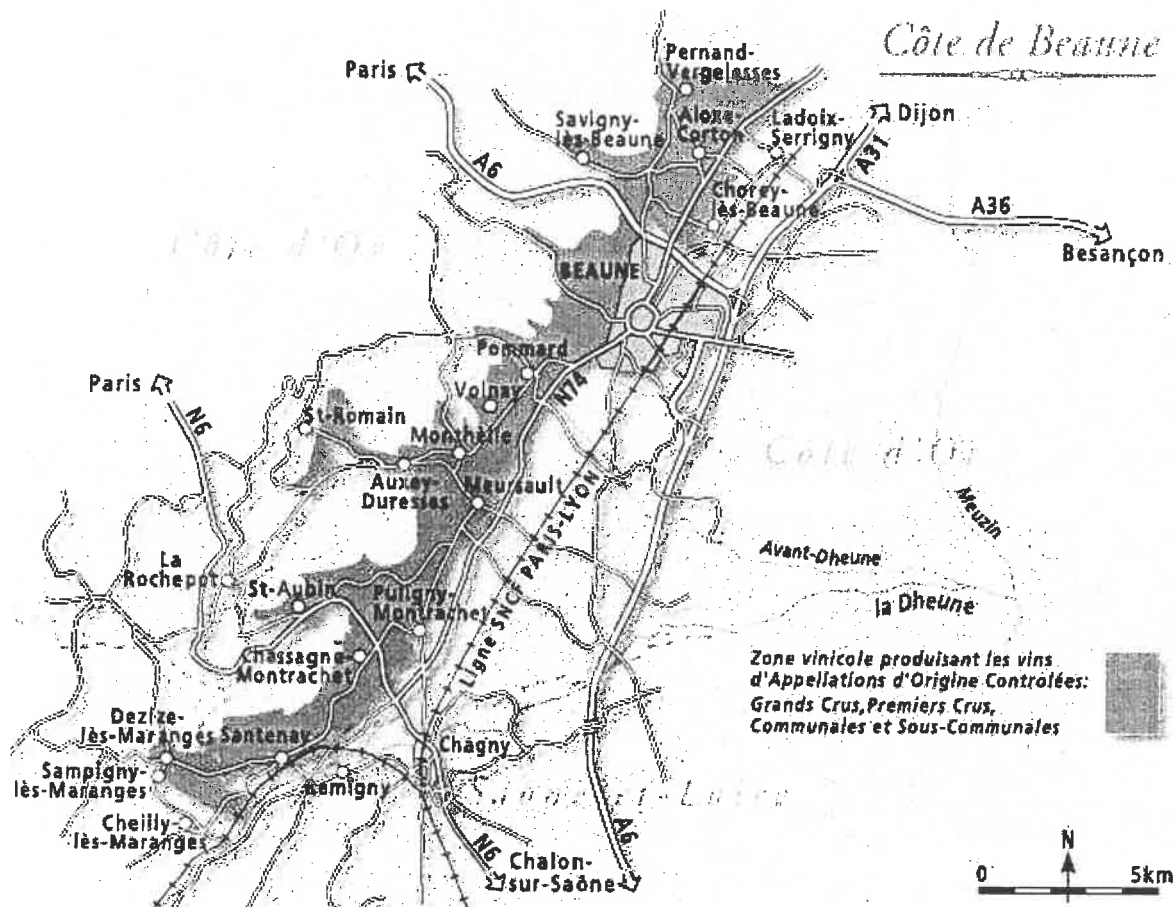 Côte de Beaune
Paris
Pernand-
Vergelesses
Dijon
Savigny-
lès-Beaune
Aloxe-
Corton
Ladoix-
Serrigny
A31
A6
Chorey-
lès-Beaune
A36
Besançon
BEAUNE
Pommard
Paris
N6
Volnay
N74
St-Romain
Monthélie
Côte d'Or
Auxey-
Duresses
Meursault
Meuzin
Avant-Dheune
La
Rochepot
St-Aubin
Puligny-
Montrachet
Ligne SNCF PARIS-LYON
la Dheune
Chassagne-
Montrachet
Zone vinicole produisant les vins
d'Appellations d'Origine Controlées:
Grands Crus,Premiers Crus,
Communales et Sous-Communales
Dezize-
lès-Maranges
Santenay
Chagny
Sampigny-
lès-Maranges
Remigny
Saône-et-Loire
Cheilly-
lès-Maranges
N6
A6
Chalon-
sur-Saône
N
0 5km